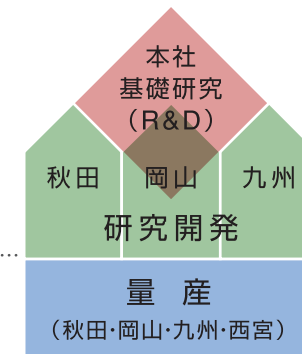 本社
基礎研究
（R&D）
秋田 岡山 九州
研究開発
…
量 産
（秋田・岡山・九州・西宮）